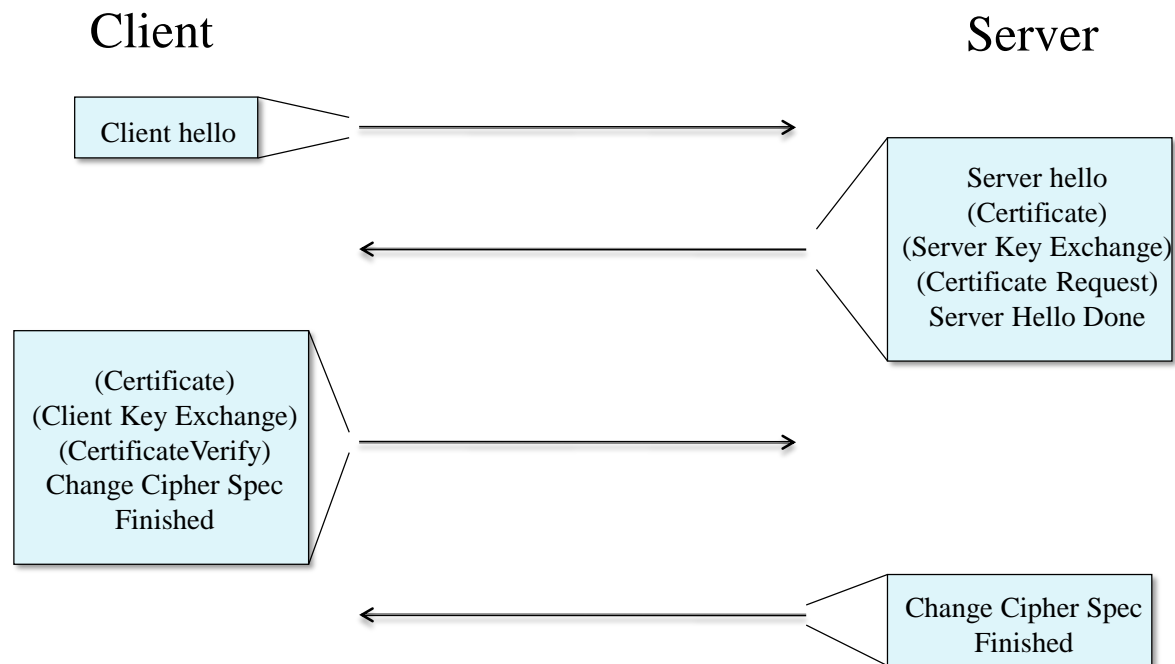 Client
Server
Client hello
Server hello
(Certificate)
(Server Key Exchange)
(Certificate Request)
Server Hello Done
(Certificate)
(Client Key Exchange)
(CertificateVerify)
Change Cipher Spec
Finished
Change Cipher Spec
Finished